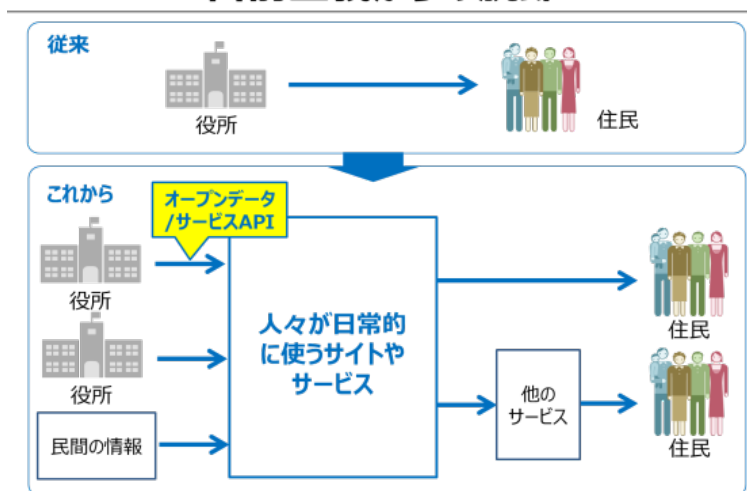 従来
役所
住民
これから
オープンデータ
/サービスAPI
役所
役所
民間の情報
人々が日常的
に使うサイトや
サービス
他の
サービス
住民
住民